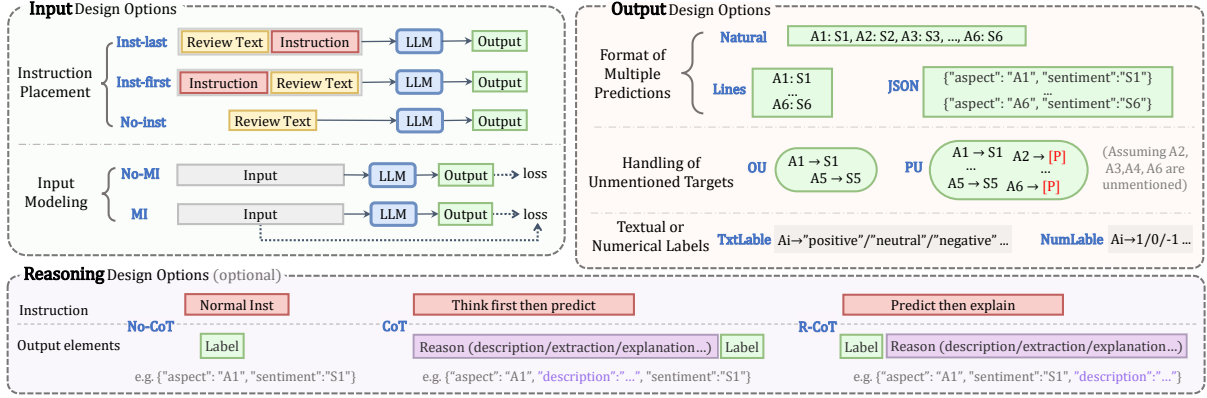 Input Design Options
Instruction Placement
Inst-last
Review Text Instruction LLM Output
Inst-first
Instruction Review Text LLM Output
No-inst
Review Text LLM Output
Input Modeling
No-MI
Input LLM Output loss
MI
Input LLM Output loss
Output Design Options
Format of Multiple Predictions
Natural
A1: S1, A2: S2, A3: S3, ..., A6: S6
Lines
A1: S1
...
A6: S6
JSON
{"aspect": "A1", "sentiment":"S1"}
...
{"aspect": "A6", "sentiment":"S6"}
Handling of Unmentioned Targets
OU
A1 → S1
A5 → S5
PU
A1 → S1 A2 → [P]
... ...
A5 → S5 A6 → [P]
(Assuming A2, A3,A4, A6 are unmentioned)
Textual or Numerical Labels
TxtLable
Ai→"positive"/"neutral"/"negative" ...
NumLable
Ai→1/0/-1 ...
Reasoning Design Options (optional)
Instruction
Normal Inst Think first then predict Predict then explain
No-CoT CoT R-CoT
Output elements
Label
Reason (description/extraction/explanation...) Label
Label Reason (description/extraction/explanation...)
e.g. {"aspect": "A1", "sentiment":"S1"}
e.g. {"aspect": "A1", "description":"...", "sentiment":"S1"}
e.g. {"aspect": "A1", "sentiment":"S1", "description":"..."}